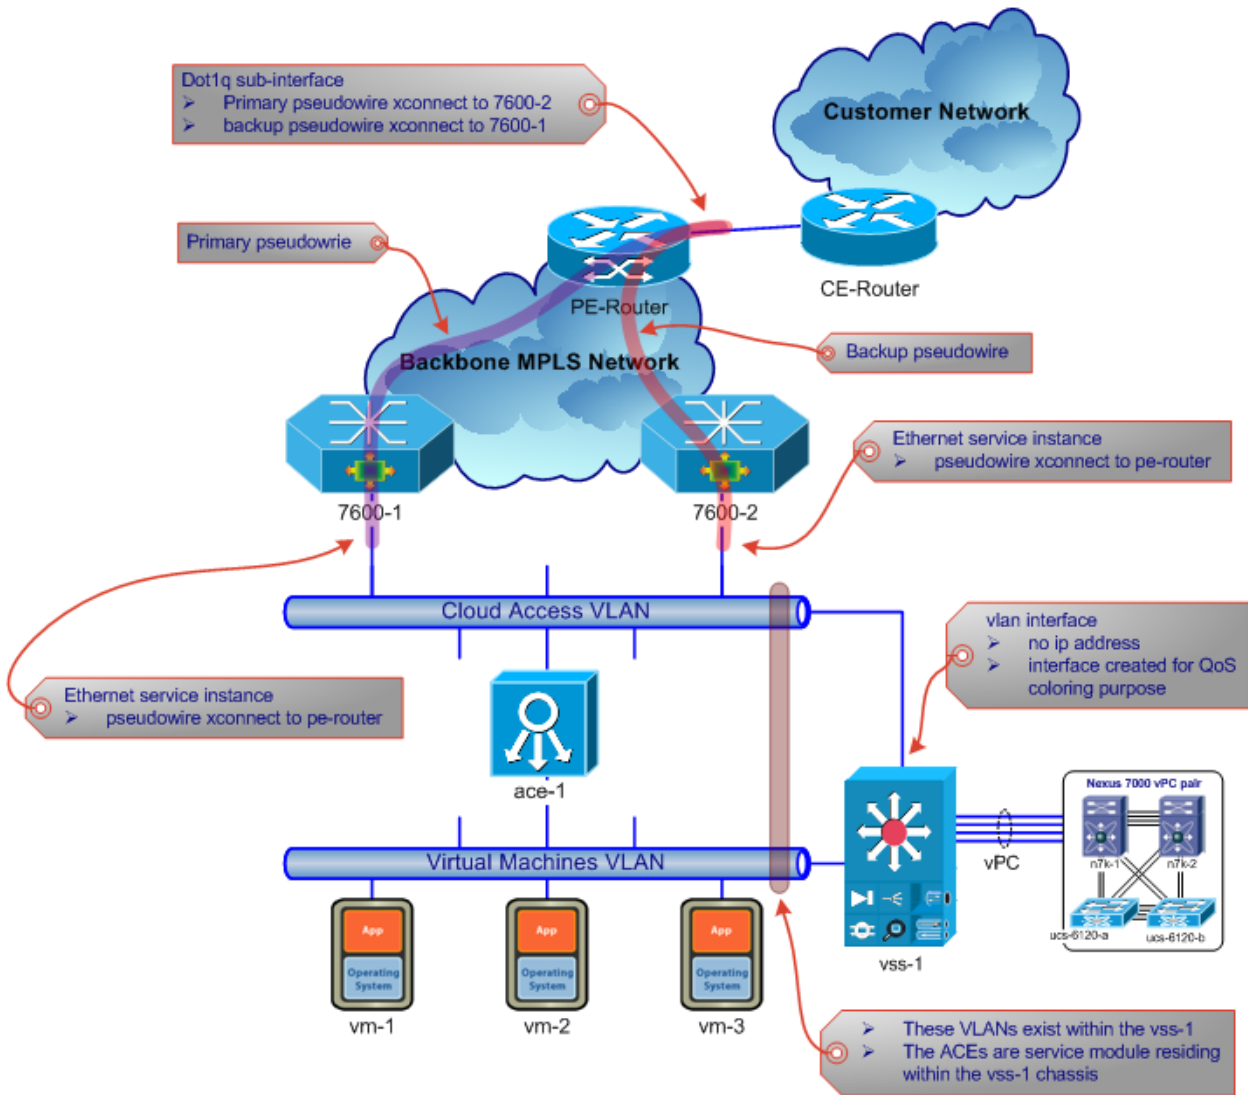 Dot1q sub-interface
➢ Primary pseudowire xconnect to 7600-2
➢ backup pseudowire xconnect to 7600-1
Customer Network
Primary pseudowrie
PE-Router
CE-Router
Backbone MPLS Network
Backup pseudowire
Ethernet service instance
➢ pseudowire xconnect to pe-router
7600-1
7600-2
Cloud Access VLAN
vlan interface
➢ no ip address
➢ interface created for QoS
coloring purpose
Ethernet service instance
➢ pseudowire xconnect to pe-router
ace-1
Nexus 7000 vPC pair
n7k-1
n7k-2
vPC
ucs-6120-a
ucs-6120-b
Virtual Machines VLAN
vss-1
App
Operating
System
App
Operating
System
App
Operating
System
vm-1
vm-2
vm-3
➢ These VLANs exist within the vss-1
➢ The ACEs are service module residing
within the vss-1 chassis